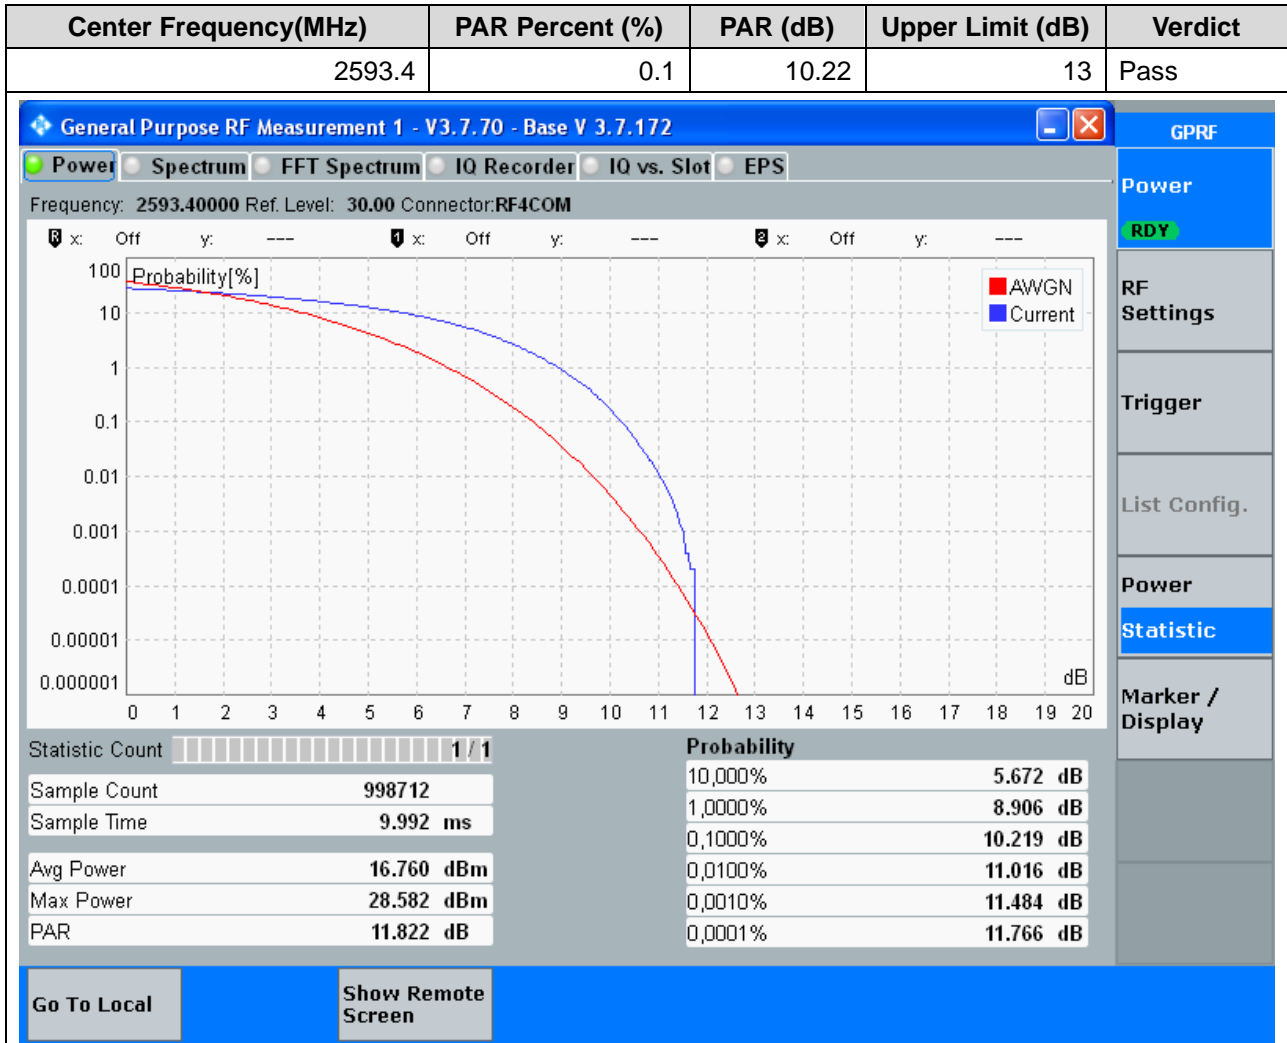 Center Frequency(MHz) PAR Percent (%) PAR (dB) Upper Limit (dB) Verdict
2593.4 0.1 10.22 13 Pass
General Purpose RF Measurement 1 - V3.7.70 - Base V 3.7.172
GPRF
Power Spectrum FFT Spectrum IQ Recorder IQ vs. Slot EPS
Power
RDY
Frequency: 2593.40000 Ref. Level: 30.00 Connector:RF4COM
R x: Off y: --- 1 x: Off y: --- 2 x: Off y: ---
Probability[%]
AWGN
Current
100
10
1
0.1
0.01
0.001
0.0001
0.00001
0.000001
dB
0 1 2 3 4 5 6 7 8 9 10 11 12 13 14 15 16 17 18 19 20
RF
Settings
Trigger
List Config.
Power
Statistic
Marker /
Display
Statistic Count 1 / 1
Sample Count 998712
Sample Time 9.992 ms
Avg Power 16.760 dBm
Max Power 28.582 dBm
PAR 11.822 dB
Probability
10,000% 5.672 dB
1,0000% 8.906 dB
0,1000% 10.219 dB
0,0100% 11.016 dB
0,0010% 11.484 dB
0,0001% 11.766 dB
Go To Local
Show Remote
Screen